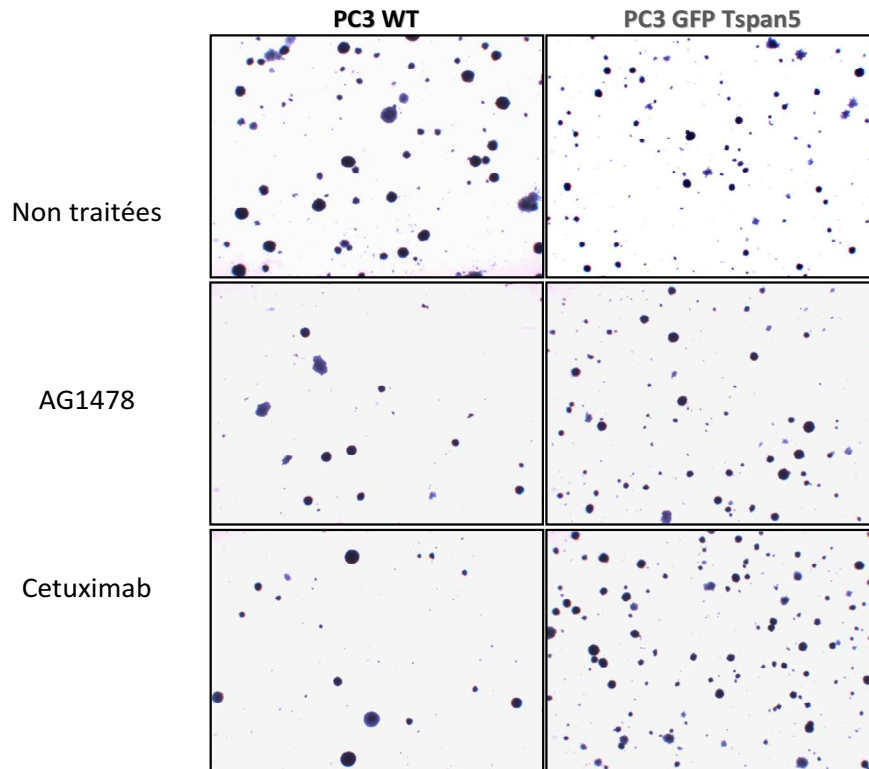 PC3 WT
PC3 GFP Tspan5
Non traitées
AG1478
Cetuximab